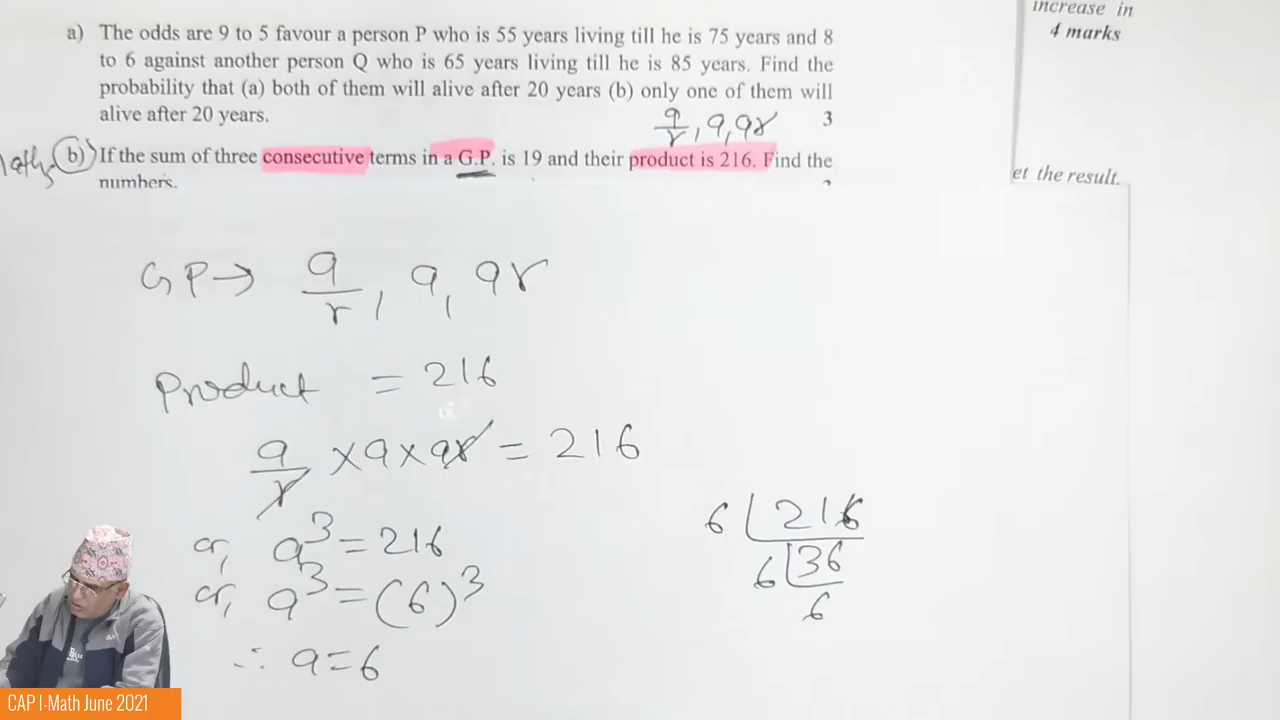 increase in
4 marks
a) The odds are 9 to 5 favour a person P who is 55 years living till he is 75 years and 8
to 6 against another person Q who is 65 years living till he is 85 years. Find the
probability that (a) both of them will alive after 20 years (b) only one of them will
alive after 20 years. 3
a/r, a, ar
b) If the sum of three consecutive terms in a G.P. is 19 and their product is 216. Find the
numbers.
et the result.
GP→ a/r, a, ar
Product = 216
a/r × a × ar = 216
or, a³ = 216
or, a³ = (6)³
∴ a = 6
6 | 216
6 | 36
6
CAP I-Math June 2021